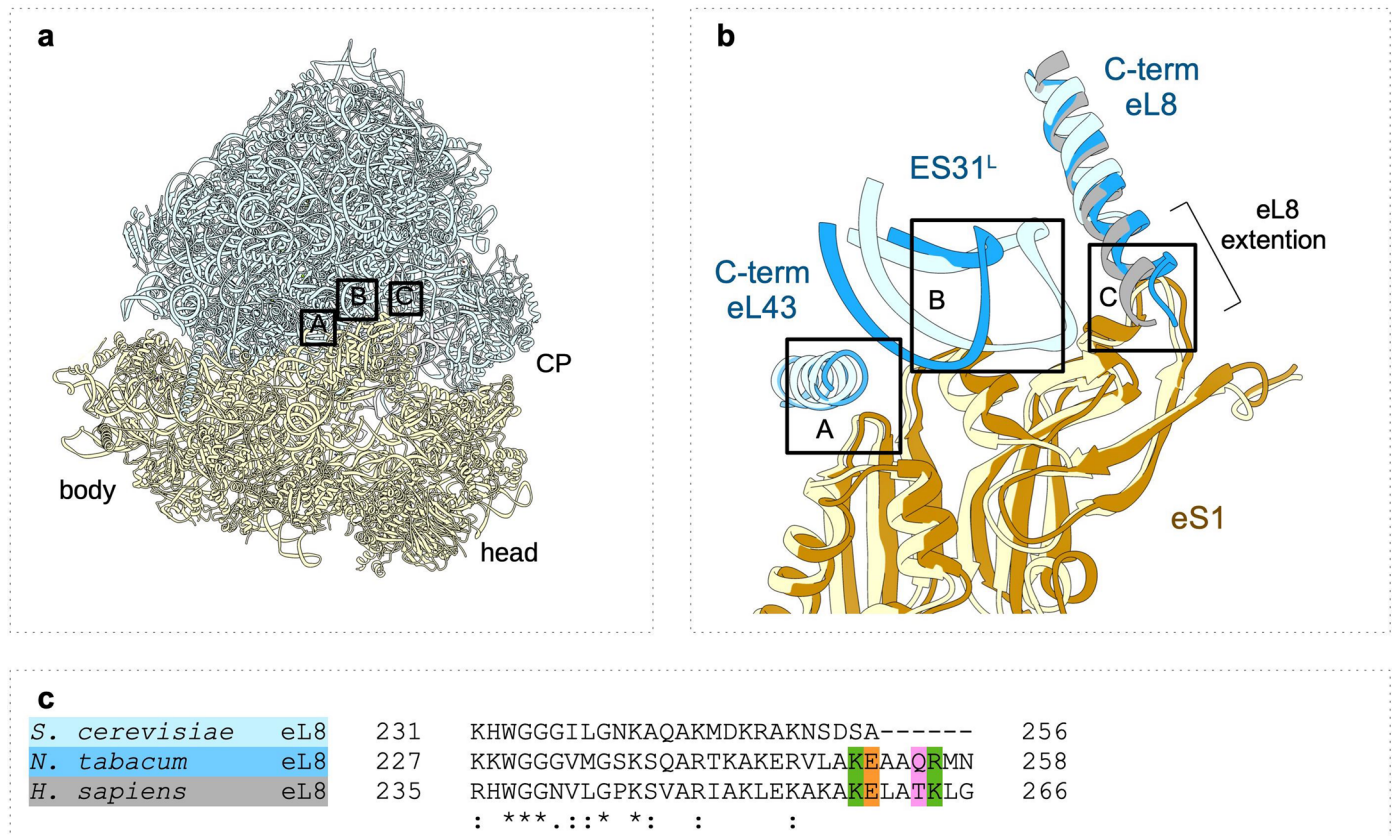 a
B
C
A
CP
body
head
b
C-term
eL8
ES31L
eL8
extention
C-term
eL43
B
C
A
eS1
c
S. cerevisiae eL8 231 KHWGGGILGNKAQAKMDKRAKNSDSA------ 256
N. tabacum eL8 227 KKWGGGVMGSKSQARTKAKERVLAKEAAQRMN 258
H. sapiens eL8 235 RHWGGNVLGPKSVARIAKLEKAKAKELATKLG 266
: ***.::* *: : :